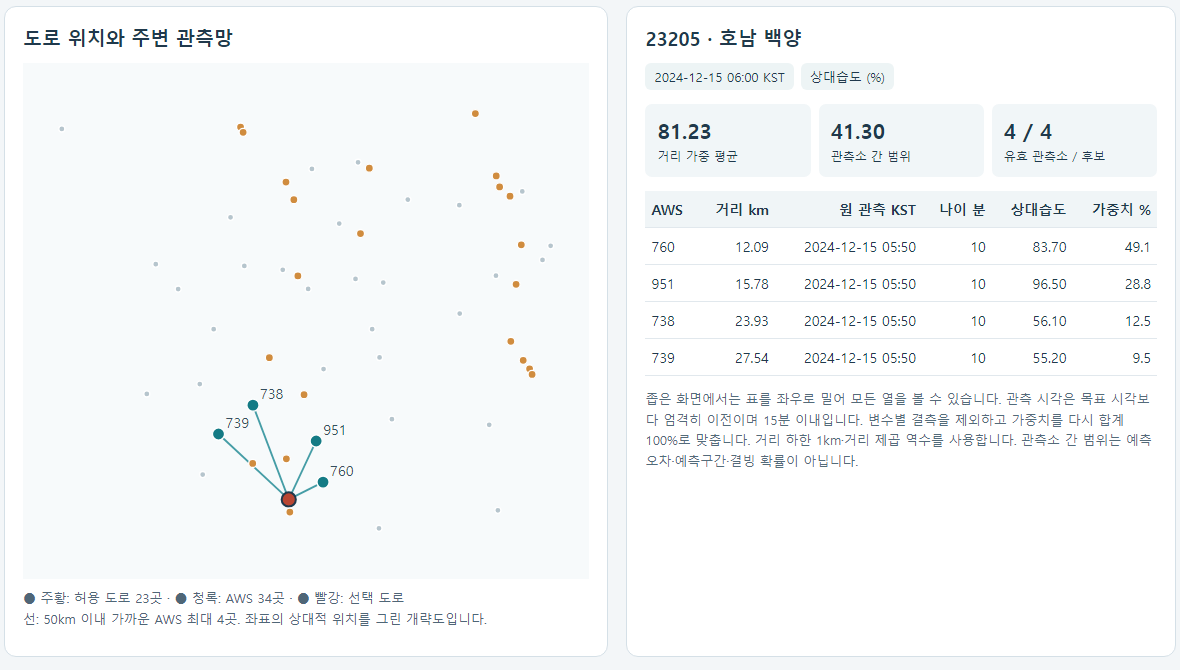 도로 위치와 주변 관측망
738
739
951
760
● 주황: 허용 도로 23곳 · ● 청록: AWS 34곳 · ● 빨강: 선택 도로
선: 50km 이내 가까운 AWS 최대 4곳. 좌표의 상대적 위치를 그린 개략도입니다.
23205 · 호남 백양
2024-12-15 06:00 KST 상대습도 (%)
81.23 41.30 4 / 4
거리 가중 평균 관측소 간 범위 유효 관측소 / 후보
AWS 거리 km 원 관측 KST 나이 분 상대습도 가중치 %
760 12.09 2024-12-15 05:50 10 83.70 49.1
951 15.78 2024-12-15 05:50 10 96.50 28.8
738 23.93 2024-12-15 05:50 10 56.10 12.5
739 27.54 2024-12-15 05:50 10 55.20 9.5
좁은 화면에서는 표를 좌우로 밀어 모든 열을 볼 수 있습니다. 관측 시각은 목표 시각보
다 엄격히 이전이며 15분 이내입니다. 변수별 결측을 제외하고 가중치를 다시 합계
100%로 맞춥니다. 거리 하한 1km·거리 제곱 역수를 사용합니다. 관측소 간 범위는 예측
오차·예측구간·결빙 확률이 아닙니다.